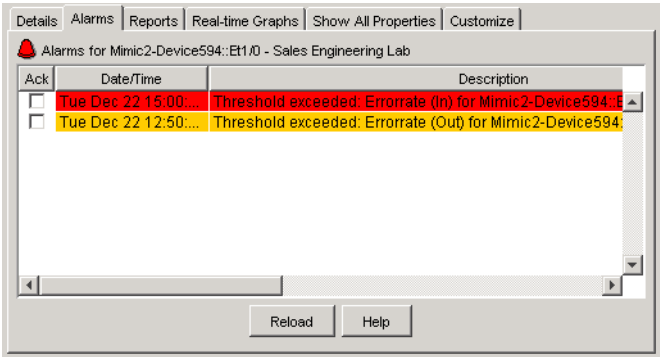 Details Alarms Reports Real-time Graphs Show All Properties Customize
Alarms for Mimic2-Device594::Et1/0 - Sales Engineering Lab
Ack Date/Time Description
Tue Dec 22 15:00:... Threshold exceeded: Errorrate (In) for Mimic2-Device594::E
Tue Dec 22 12:50:... Threshold exceeded: Errorrate (Out) for Mimic2-Device594:
Reload Help